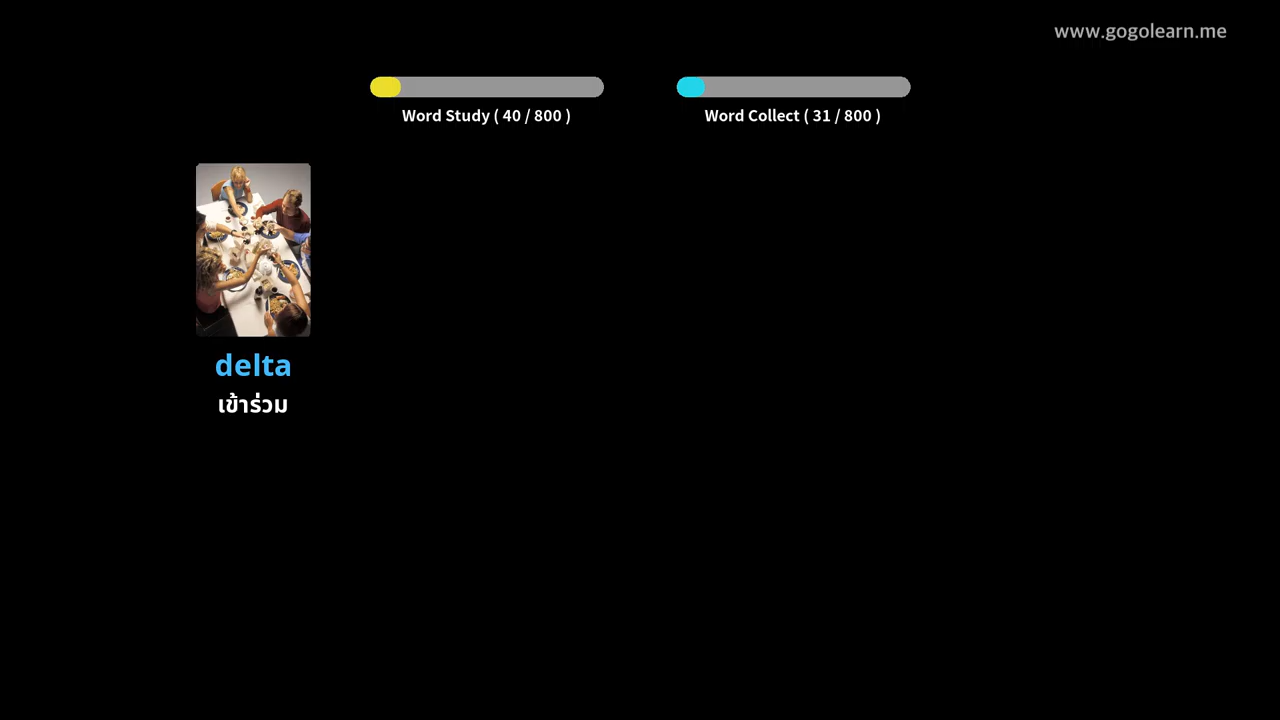 www.gogolearn.me
Word Study ( 40 / 800 )
Word Collect ( 31 / 800 )
delta
เข้าร่วม